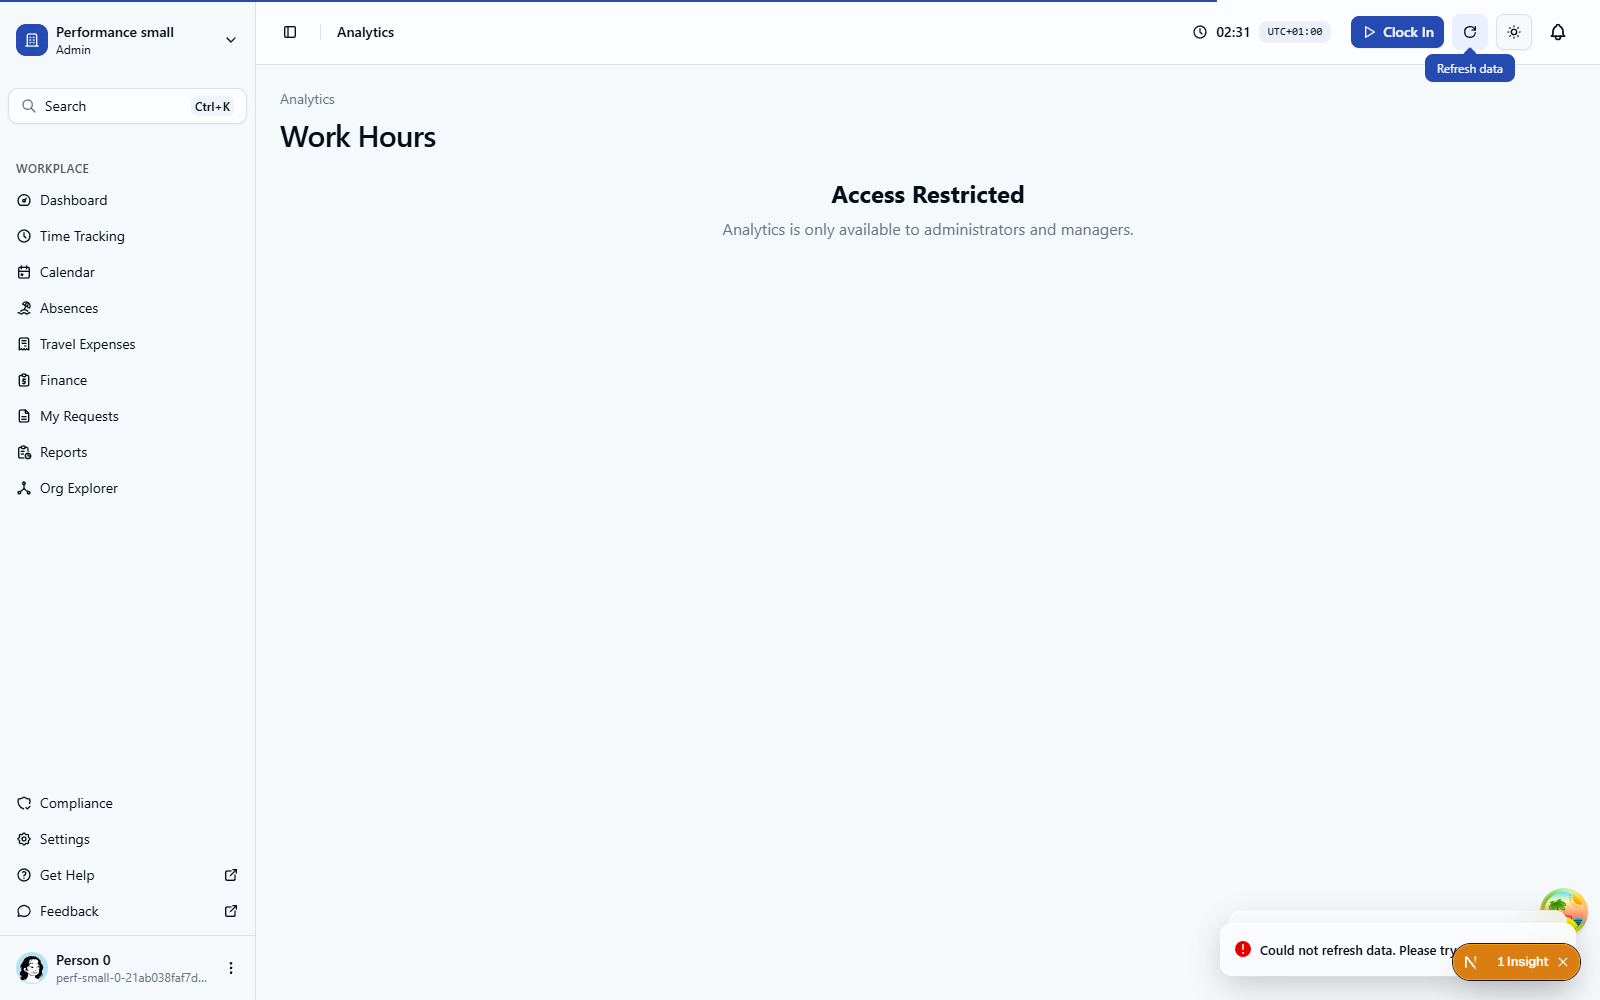 Performance small
Admin
Search
Ctrl+K
WORKPLACE
Dashboard
Time Tracking
Calendar
Absences
Travel Expenses
Finance
My Requests
Reports
Org Explorer
Compliance
Settings
Get Help
Feedback
Person 0
perf-small-0-21ab038faf7d...
Analytics
02:31
UTC+01:00
Clock In
Refresh data
Analytics
Work Hours
Access Restricted
Analytics is only available to administrators and managers.
Could not refresh data. Please try
1 Insight